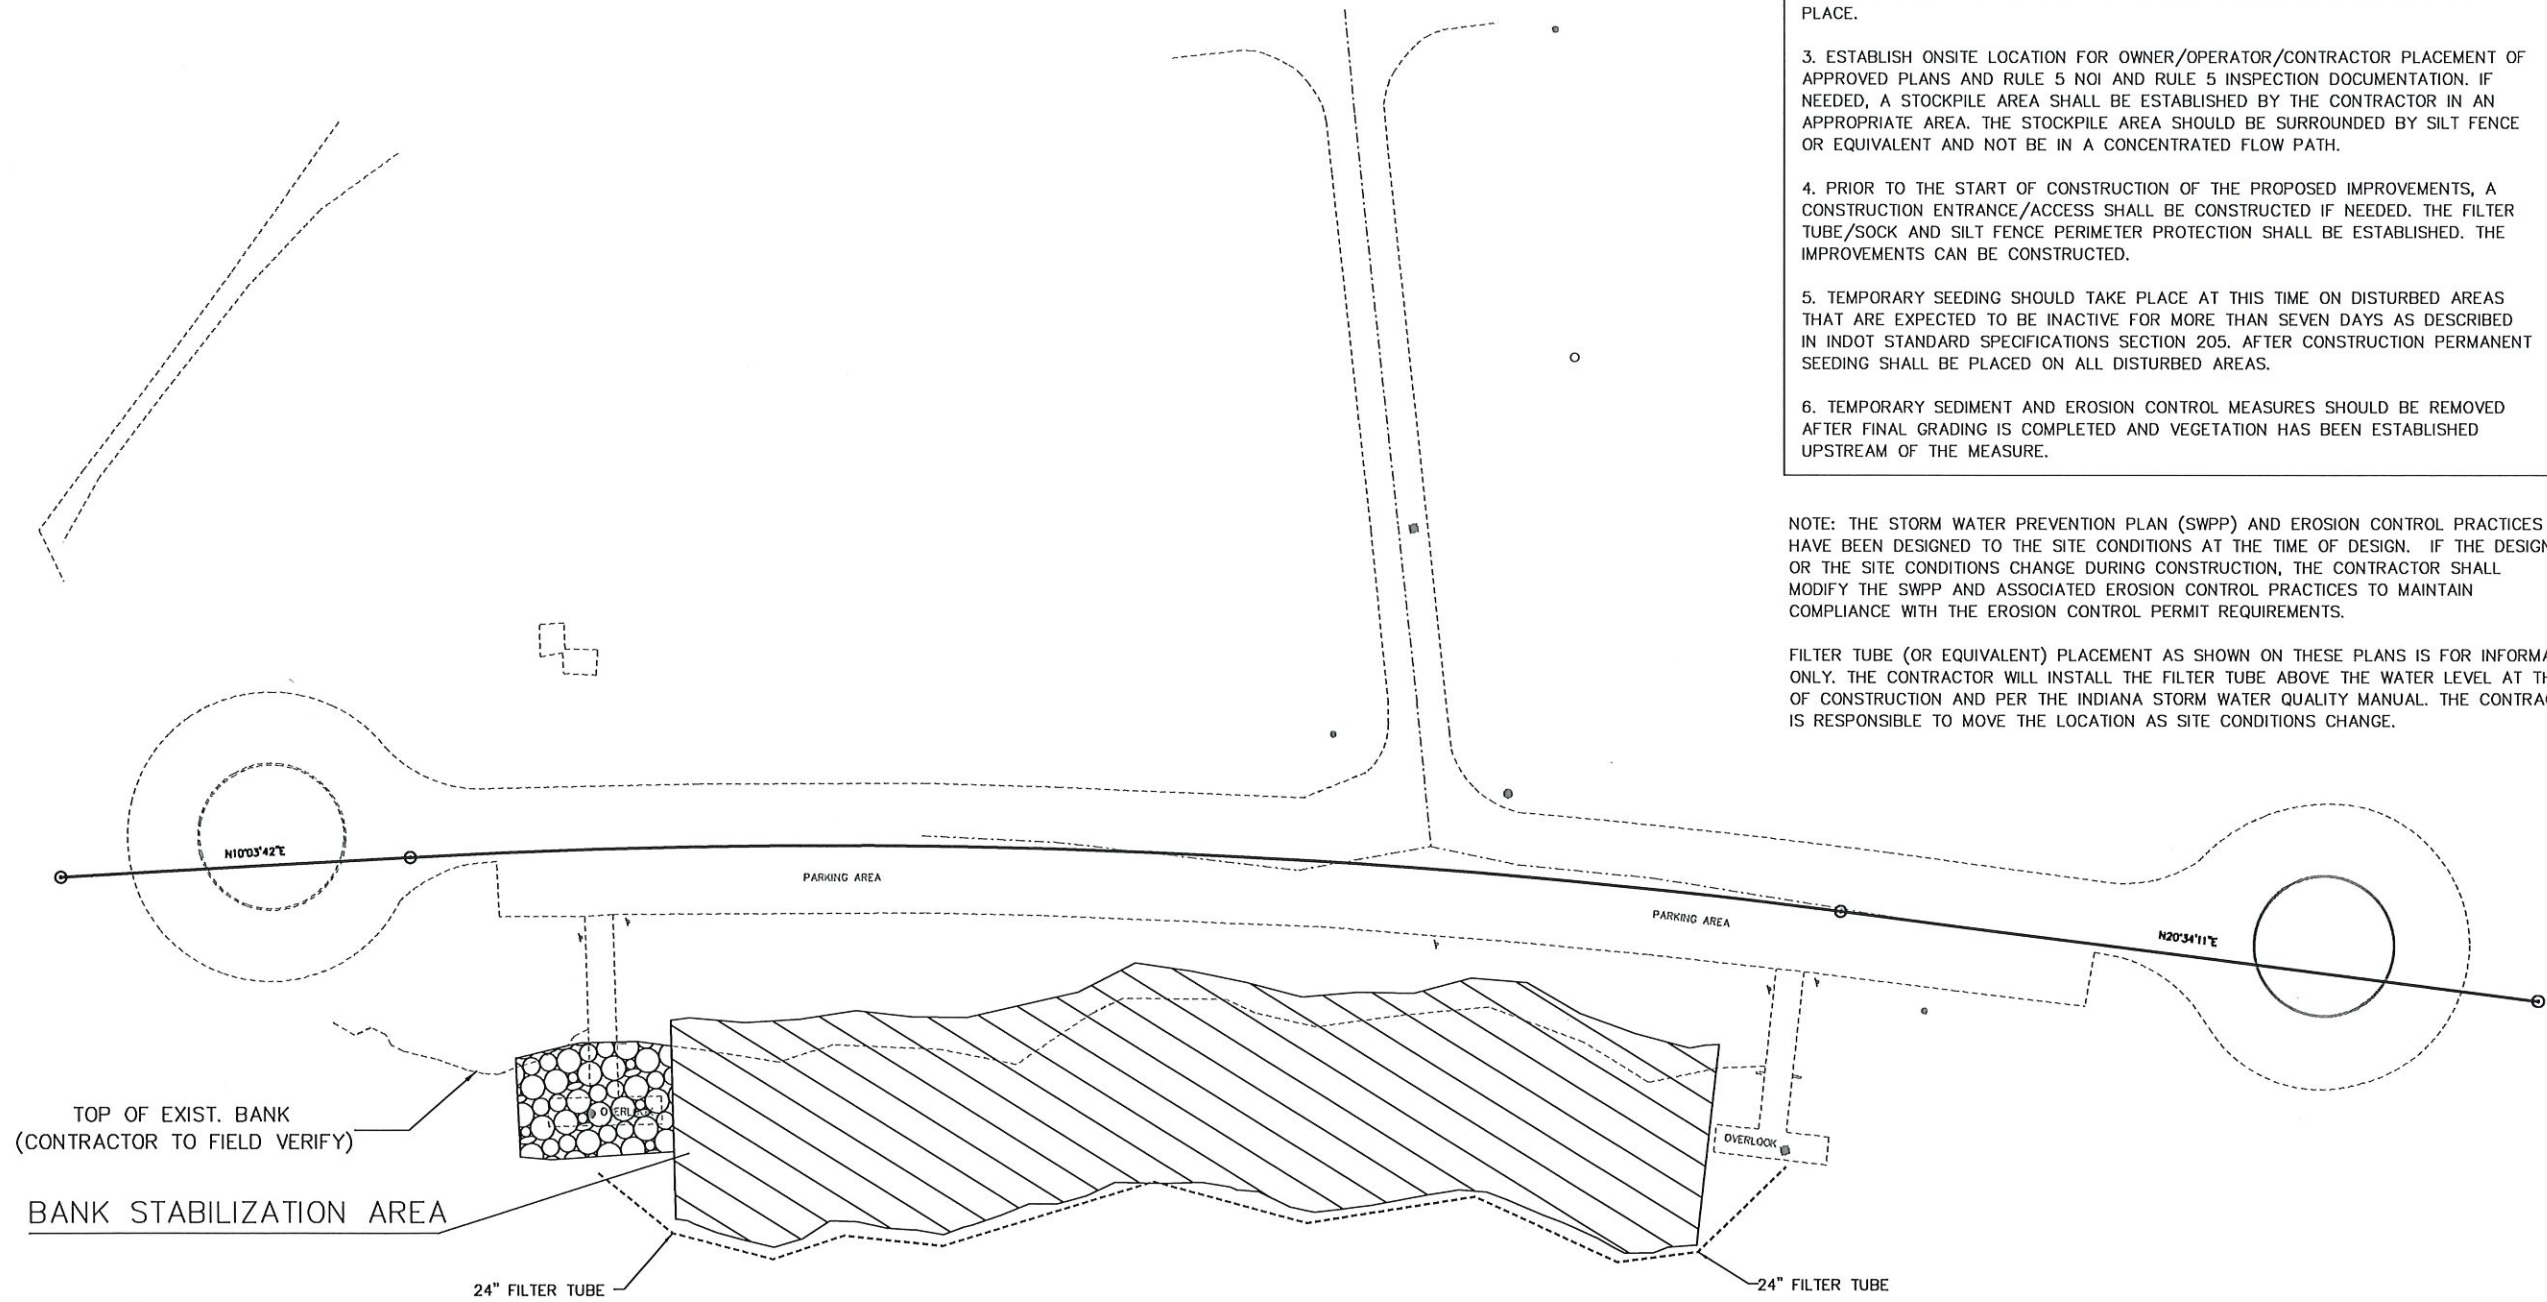 PLACE.
3. ESTABLISH ONSITE LOCATION FOR OWNER/OPERATOR/CONTRACTOR PLACEMENT OF
APPROVED PLANS AND RULE 5 NOI AND RULE 5 INSPECTION DOCUMENTATION. IF
NEEDED, A STOCKPILE AREA SHALL BE ESTABLISHED BY THE CONTRACTOR IN AN
APPROPRIATE AREA. THE STOCKPILE AREA SHOULD BE SURROUNDED BY SILT FENCE
OR EQUIVALENT AND NOT BE IN A CONCENTRATED FLOW PATH.
4. PRIOR TO THE START OF CONSTRUCTION OF THE PROPOSED IMPROVEMENTS, A
CONSTRUCTION ENTRANCE/ACCESS SHALL BE CONSTRUCTED IF NEEDED. THE FILTER
TUBE/SOCK AND SILT FENCE PERIMETER PROTECTION SHALL BE ESTABLISHED. THE
IMPROVEMENTS CAN BE CONSTRUCTED.
5. TEMPORARY SEEDING SHOULD TAKE PLACE AT THIS TIME ON DISTURBED AREAS
THAT ARE EXPECTED TO BE INACTIVE FOR MORE THAN SEVEN DAYS AS DESCRIBED
IN INDOT STANDARD SPECIFICATIONS SECTION 205. AFTER CONSTRUCTION PERMANENT
SEEDING SHALL BE PLACED ON ALL DISTURBED AREAS.
6. TEMPORARY SEDIMENT AND EROSION CONTROL MEASURES SHOULD BE REMOVED
AFTER FINAL GRADING IS COMPLETED AND VEGETATION HAS BEEN ESTABLISHED
UPSTREAM OF THE MEASURE.
NOTE: THE STORM WATER PREVENTION PLAN (SWPP) AND EROSION CONTROL PRACTICES
HAVE BEEN DESIGNED TO THE SITE CONDITIONS AT THE TIME OF DESIGN. IF THE DESIGN
OR THE SITE CONDITIONS CHANGE DURING CONSTRUCTION, THE CONTRACTOR SHALL
MODIFY THE SWPP AND ASSOCIATED EROSION CONTROL PRACTICES TO MAINTAIN
COMPLIANCE WITH THE EROSION CONTROL PERMIT REQUIREMENTS.
FILTER TUBE (OR EQUIVALENT) PLACEMENT AS SHOWN ON THESE PLANS IS FOR
ONLY. THE CONTRACTOR WILL INSTALL THE FILTER TUBE ABOVE THE WATER LEVEL AT
OF CONSTRUCTION AND PER THE INDIANA STORM WATER QUALITY MANUAL. THE
IS RESPONSIBLE TO MOVE THE LOCATION AS SITE CONDITIONS CHANGE.
N10°03'42"E
PARKING AREA
PARKING AREA
N20°34'11"E
TOP OF EXIST. BANK
(CONTRACTOR TO FIELD VERIFY)
OVERLOOK
BANK STABILIZATION AREA
24" FILTER TUBE
24" FILTER TUBE